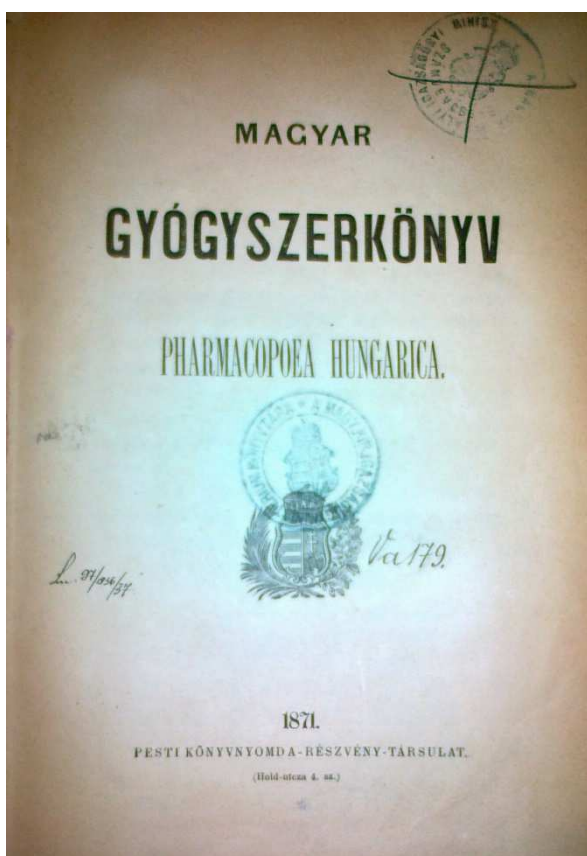 MAGYAR
GYÓGYSZERKÖNYV
PHARMACOPOEA HUNGARICA.
Va 179.
1871.
PESTI KÖNYVNYOMDA-RÉSZVÉNY-TÁRSULAT.
(Hold-utcza 4. sz.)